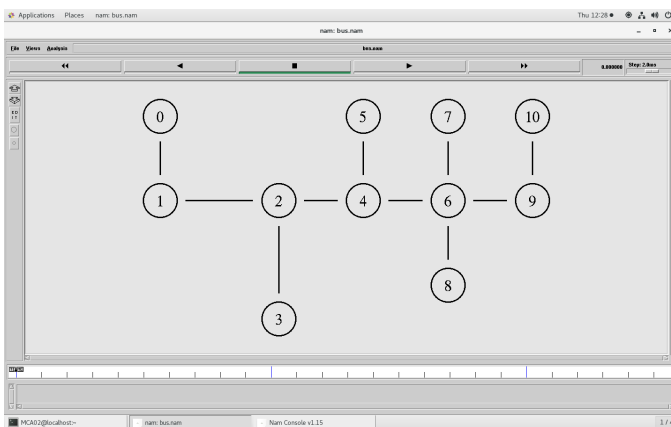 Applications Places nam: bus.nam Thu 12:28
nam: bus.nam
File Views Analysis bus.nam
0.000000 Step: 2.0ms
0 5 7 10
1 2 4 6 9
8
3
MCA02@localhost:~ nam: bus.nam Nam Console v1.15 1 /